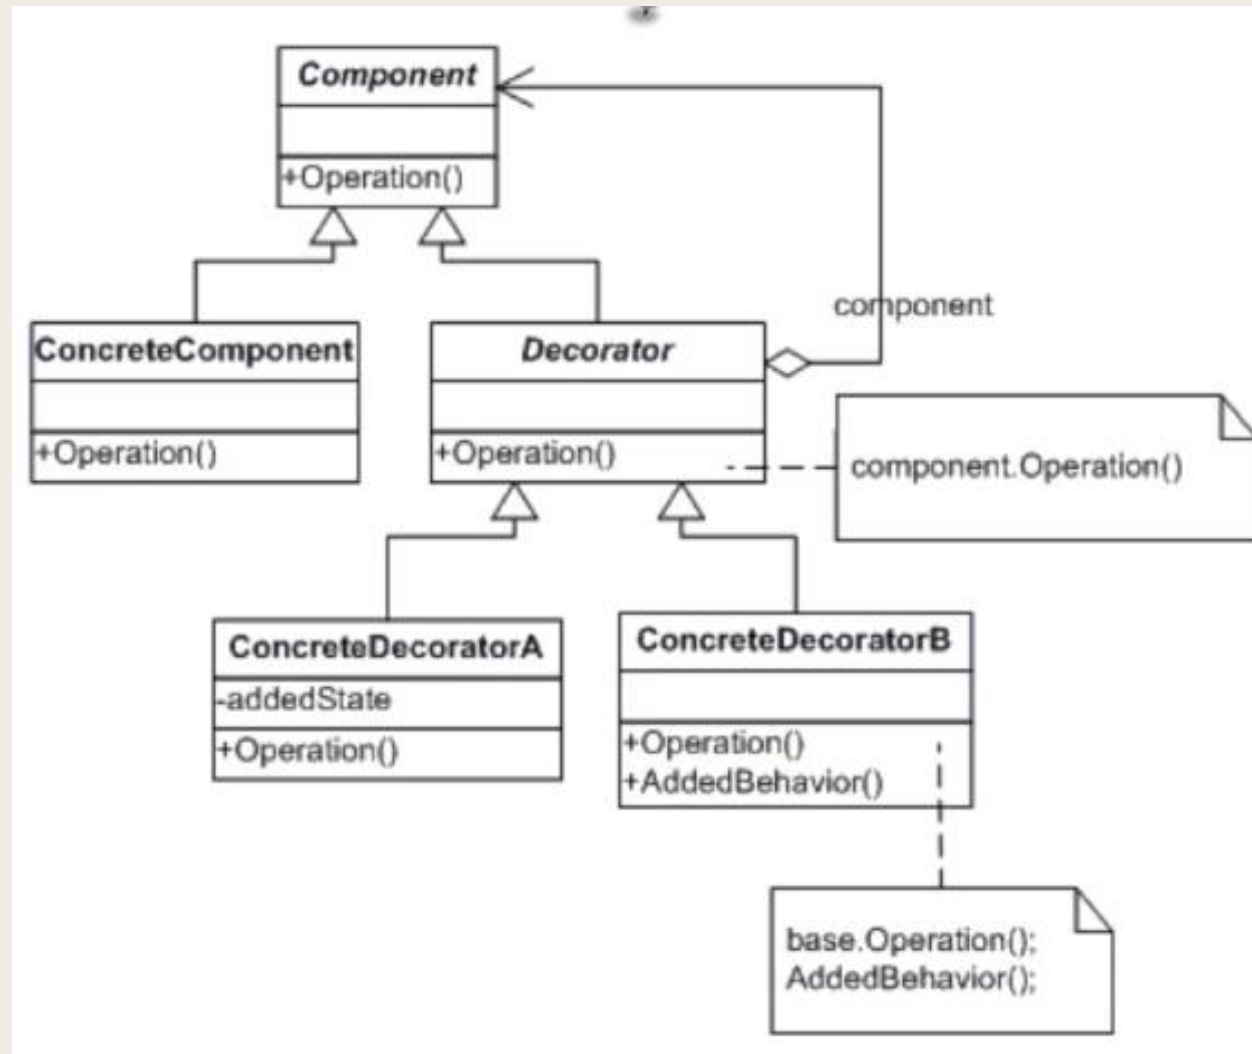 Component
+Operation()
component
ConcreteComponent
+Operation()
Decorator
+Operation()
component.Operation()
ConcreteDecoratorA
-addedState
+Operation()
ConcreteDecoratorB
+Operation()
+AddedBehavior()
base.Operation();
AddedBehavior();